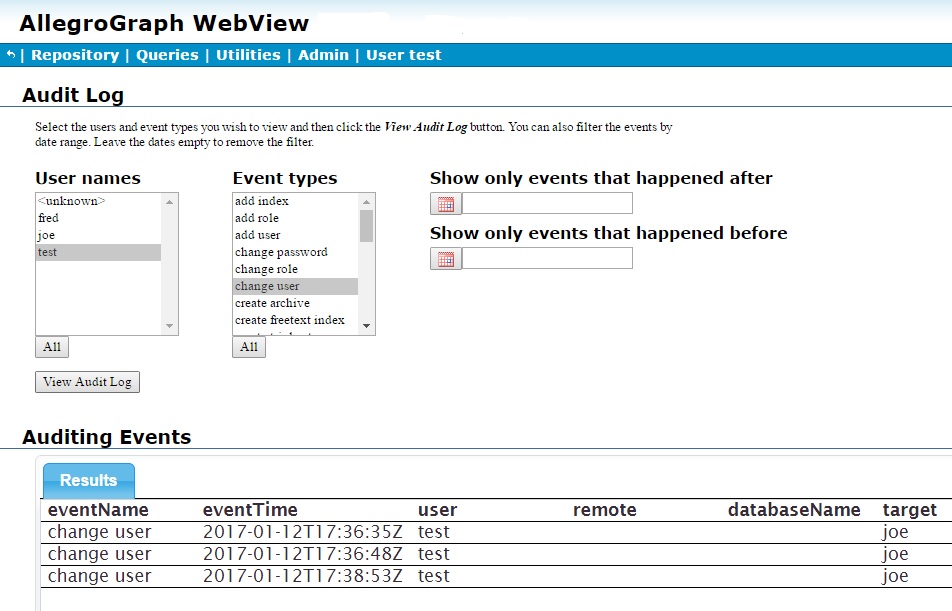 AllegroGraph WebView
| Repository | Queries | Utilities | Admin | User test
Audit Log
Select the users and event types you wish to view and then click the View Audit Log button. You can also filter the events by
date range. Leave the dates empty to remove the filter.
User names
<unknown>
fred
joe
test
All
Event types
add index
add role
add user
change password
change role
change user
create archive
create freetext index
All
Show only events that happened after
Show only events that happened before
View Audit Log
Auditing Events
Results
eventName eventTime user remote databaseName target
change user 2017-01-12T17:36:35Z test joe
change user 2017-01-12T17:36:48Z test joe
change user 2017-01-12T17:38:53Z test joe